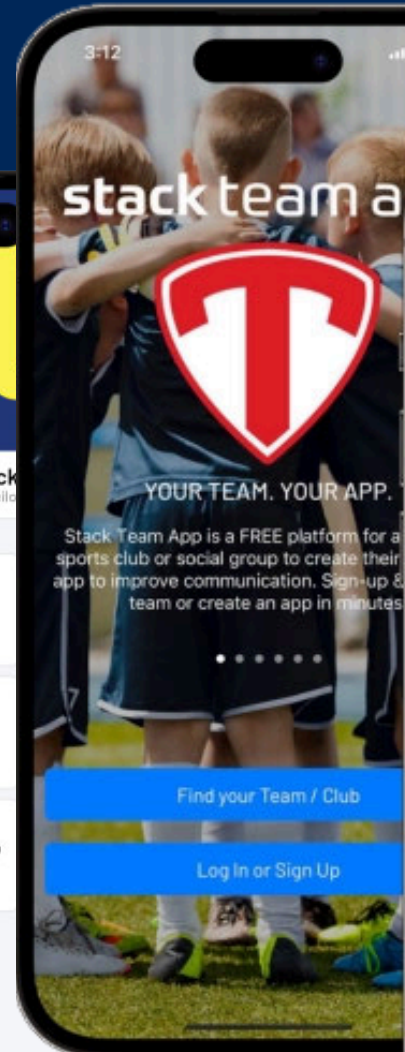 3:12
stack team a
T
YOUR TEAM. YOUR APP.
Stack Team App is a FREE platform for a
sports club or social group to create their
app to improve communication. Sign-up &
team or create an app in minutes
Find your Team / Club
Log In or Sign Up
ck